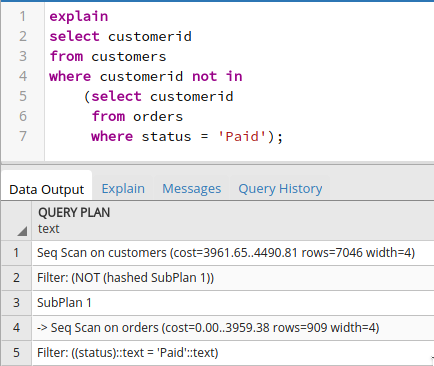 1 explain
2 select customerid
3 from customers
4 where customerid not in
5 (select customerid
6 from orders
7 where status = 'Paid');
Data Output Explain Messages Query History
QUERY PLAN
text
1 Seq Scan on customers (cost=3961.65..4490.81 rows=7046 width=4)
2 Filter: (NOT (hashed SubPlan 1))
3 SubPlan 1
4 -> Seq Scan on orders (cost=0.00..3959.38 rows=909 width=4)
5 Filter: ((status)::text = 'Paid'::text)